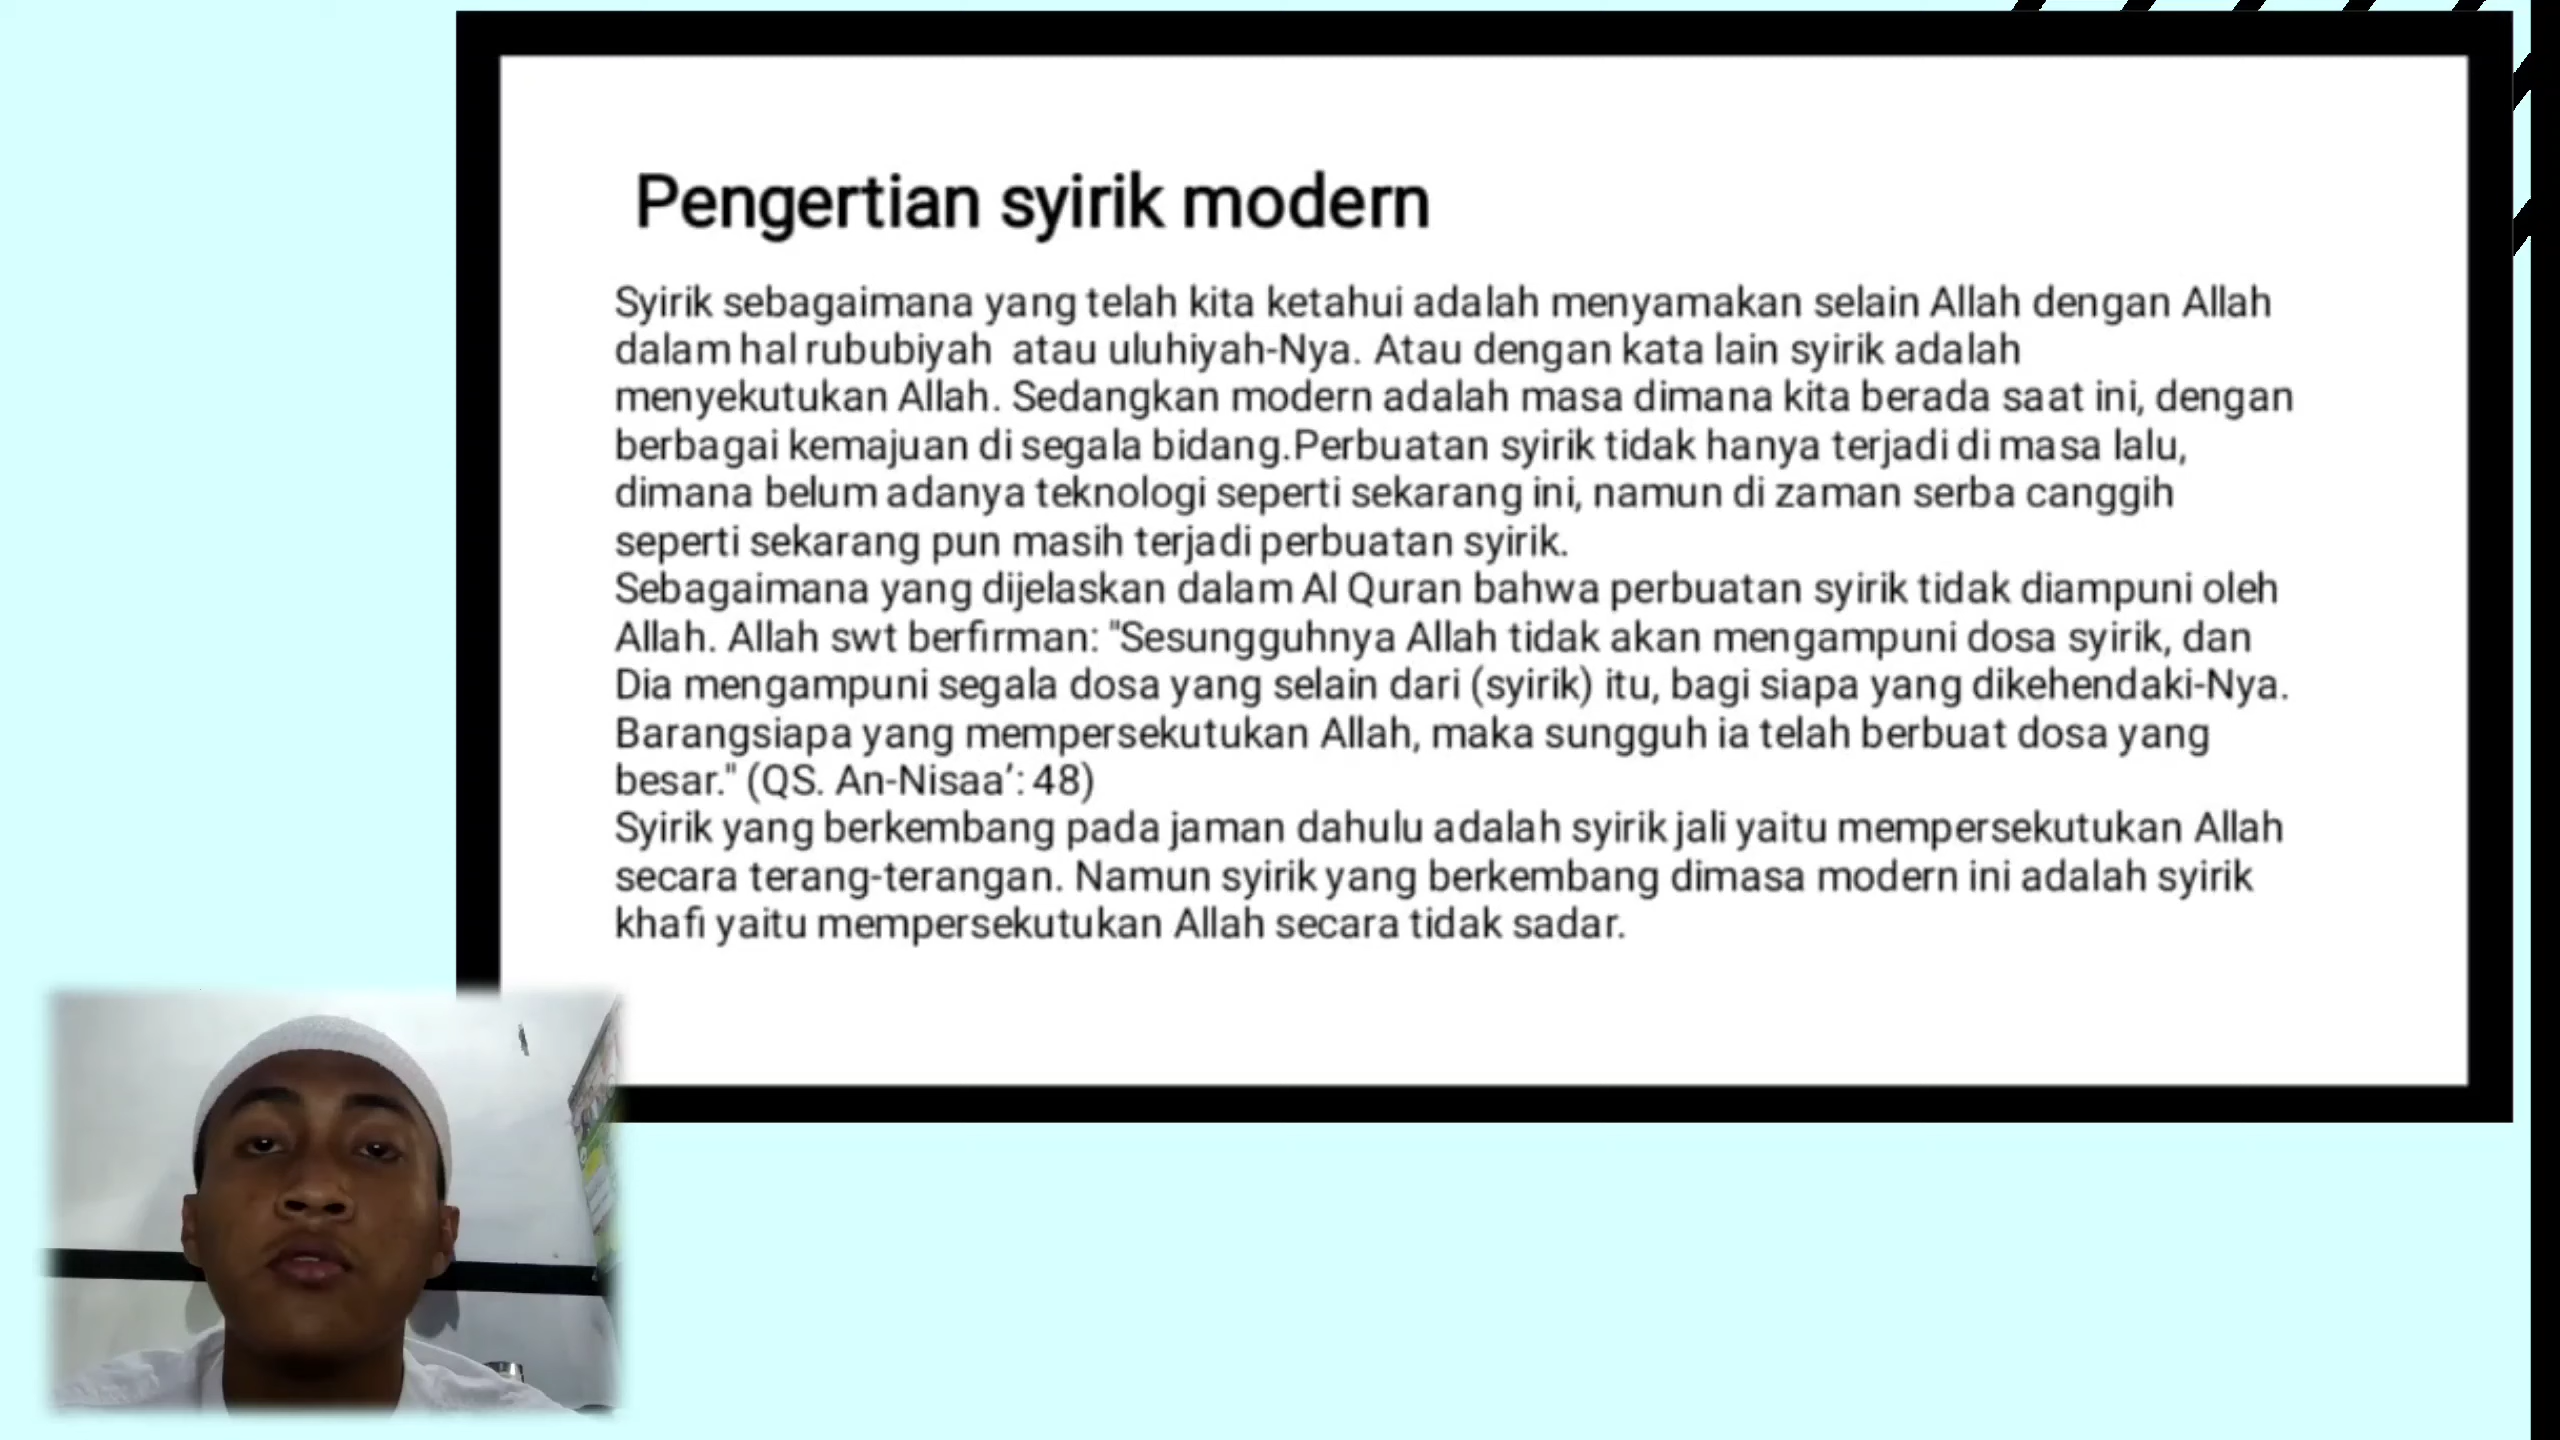 Pengertian syirik modern
Syirik sebagaimana yang telah kita ketahui adalah menyamakan selain Allah dengan Allah
dalam hal rububiyah atau uluhiyah-Nya. Atau dengan kata lain syirik adalah
menyekutukan Allah. Sedangkan modern adalah masa dimana kita berada saat ini, dengan
berbagai kemajuan di segala bidang.Perbuatan syirik tidak hanya terjadi di masa lalu,
dimana belum adanya teknologi seperti sekarang ini, namun di zaman serba canggih
seperti sekarang pun masih terjadi perbuatan syirik.
Sebagaimana yang dijelaskan dalam Al Quran bahwa perbuatan syirik tidak diampuni oleh
Allah. Allah swt berfirman: "Sesungguhnya Allah tidak akan mengampuni dosa syirik, dan
Dia mengampuni segala dosa yang selain dari (syirik) itu, bagi siapa yang dikehendaki-Nya.
Barangsiapa yang mempersekutukan Allah, maka sungguh ia telah berbuat dosa yang
besar." (QS. An-Nisaa’: 48)
Syirik yang berkembang pada jaman dahulu adalah syirik jali yaitu mempersekutukan Allah
secara terang-terangan. Namun syirik yang berkembang dimasa modern ini adalah syirik
khafi yaitu mempersekutukan Allah secara tidak sadar.